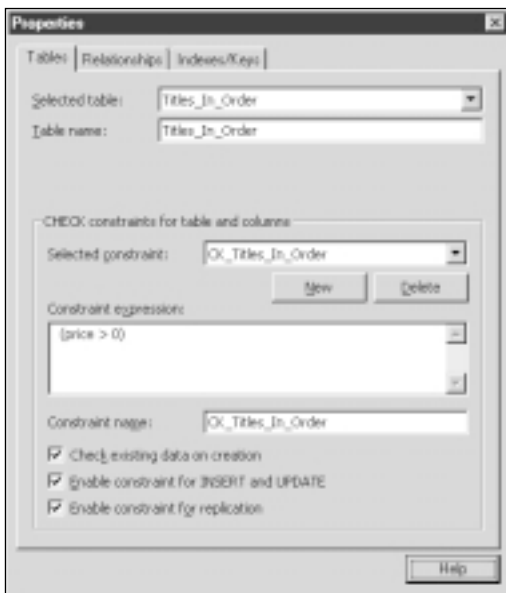 Properties
Tables Relationships Indexes/Keys
Selected table: Titles_In_Order
Table name: Titles_In_Order
CHECK constraints for table and columns
Selected constraint: CK_Titles_In_Order
New Delete
Constraint expression:
(price > 0)
Constraint name: CK_Titles_In_Order
Check existing data on creation
Enable constraint for INSERT and UPDATE
Enable constraint for replication
Help